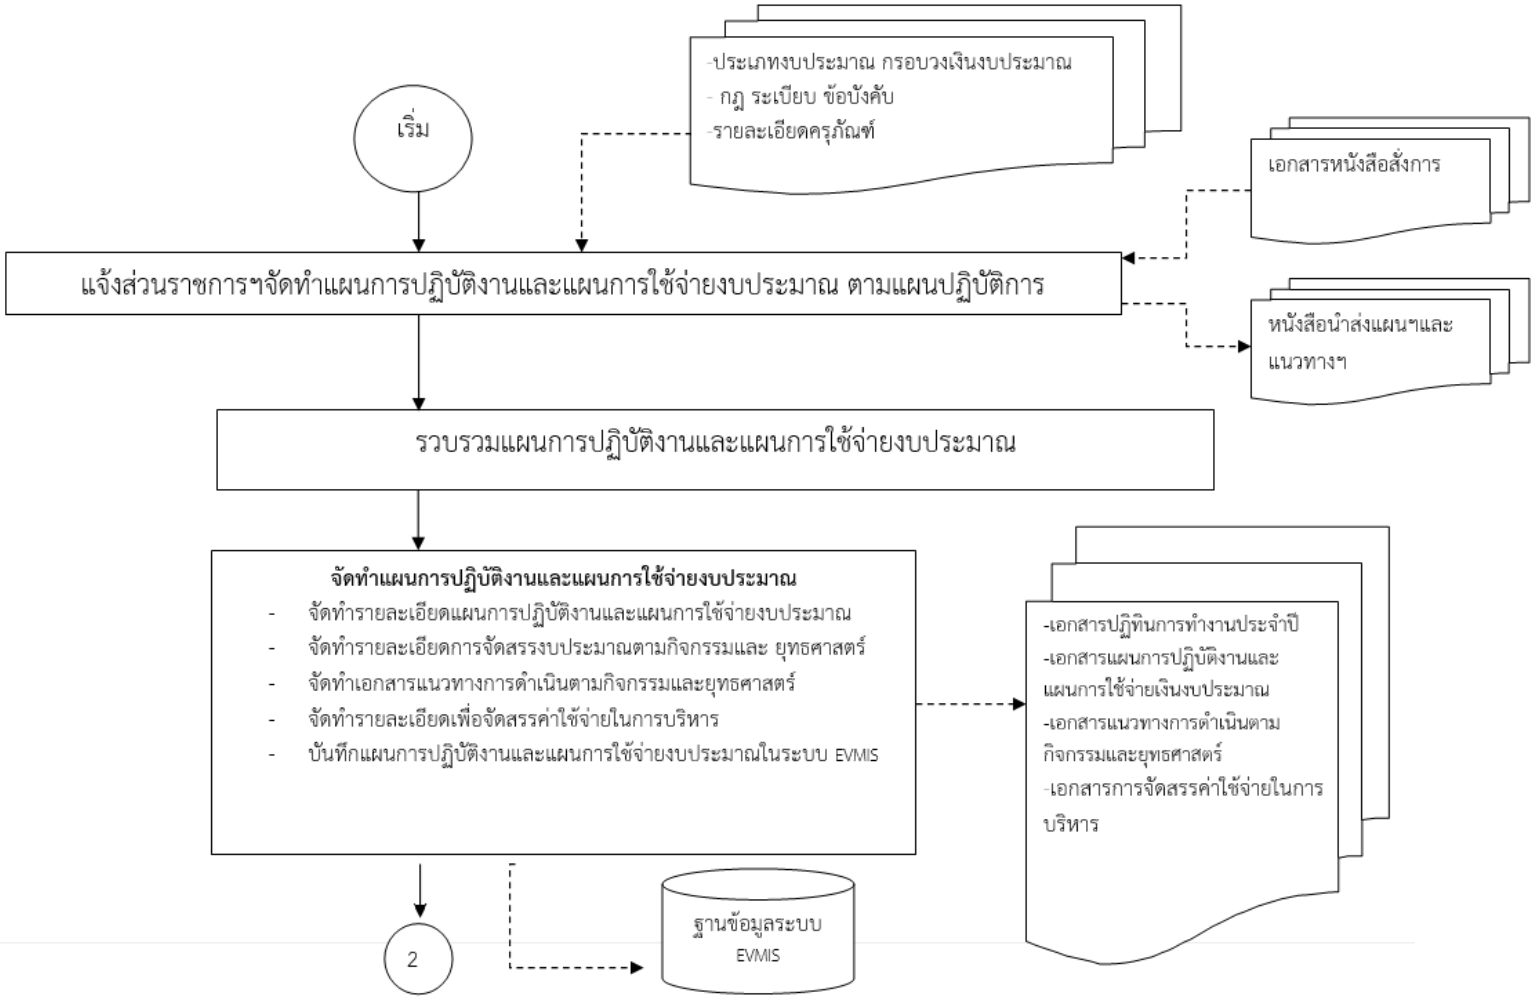 -ประเภทงบประมาณ กรอบวงเงินงบประมาณ
- กฎ ระเบียบ ข้อบังคับ
-รายละเอียดครุภัณฑ์
เริ่ม
เอกสารหนังสือสั่งการ
แจ้งส่วนราชการฯจัดทำแผนการปฏิบัติงานและแผนการใช้จ่ายงบประมาณ ตามแผนปฏิบัติการ
หนังสือนำส่งแผนฯและ
แนวทางฯ
รวบรวมแผนการปฏิบัติงานและแผนการใช้จ่ายงบประมาณ
จัดทำแผนการปฏิบัติงานและแผนการใช้จ่ายงบประมาณ
- จัดทำรายละเอียดแผนการปฏิบัติงานและแผนการใช้จ่ายงบประมาณ
- จัดทำรายละเอียดการจัดสรรงบประมาณตามกิจกรรมและ ยุทธศาสตร์
- จัดทำเอกสารแนวทางการดำเนินตามกิจกรรมและยุทธศาสตร์
- จัดทำรายละเอียดเพื่อจัดสรรค่าใช้จ่ายในการบริหาร
- บันทึกแผนการปฏิบัติงานและแผนการใช้จ่ายงบประมาณในระบบ EVMIS
-เอกสารปฏิทินการทำงานประจำปี
-เอกสารแผนการปฏิบัติงานและ
แผนการใช้จ่ายเงินงบประมาณ
-เอกสารแนวทางการดำเนินตาม
กิจกรรมและยุทธศาสตร์
-เอกสารการจัดสรรค่าใช้จ่ายในการ
บริหาร
ฐานข้อมูลระบบ
EVMIS
2